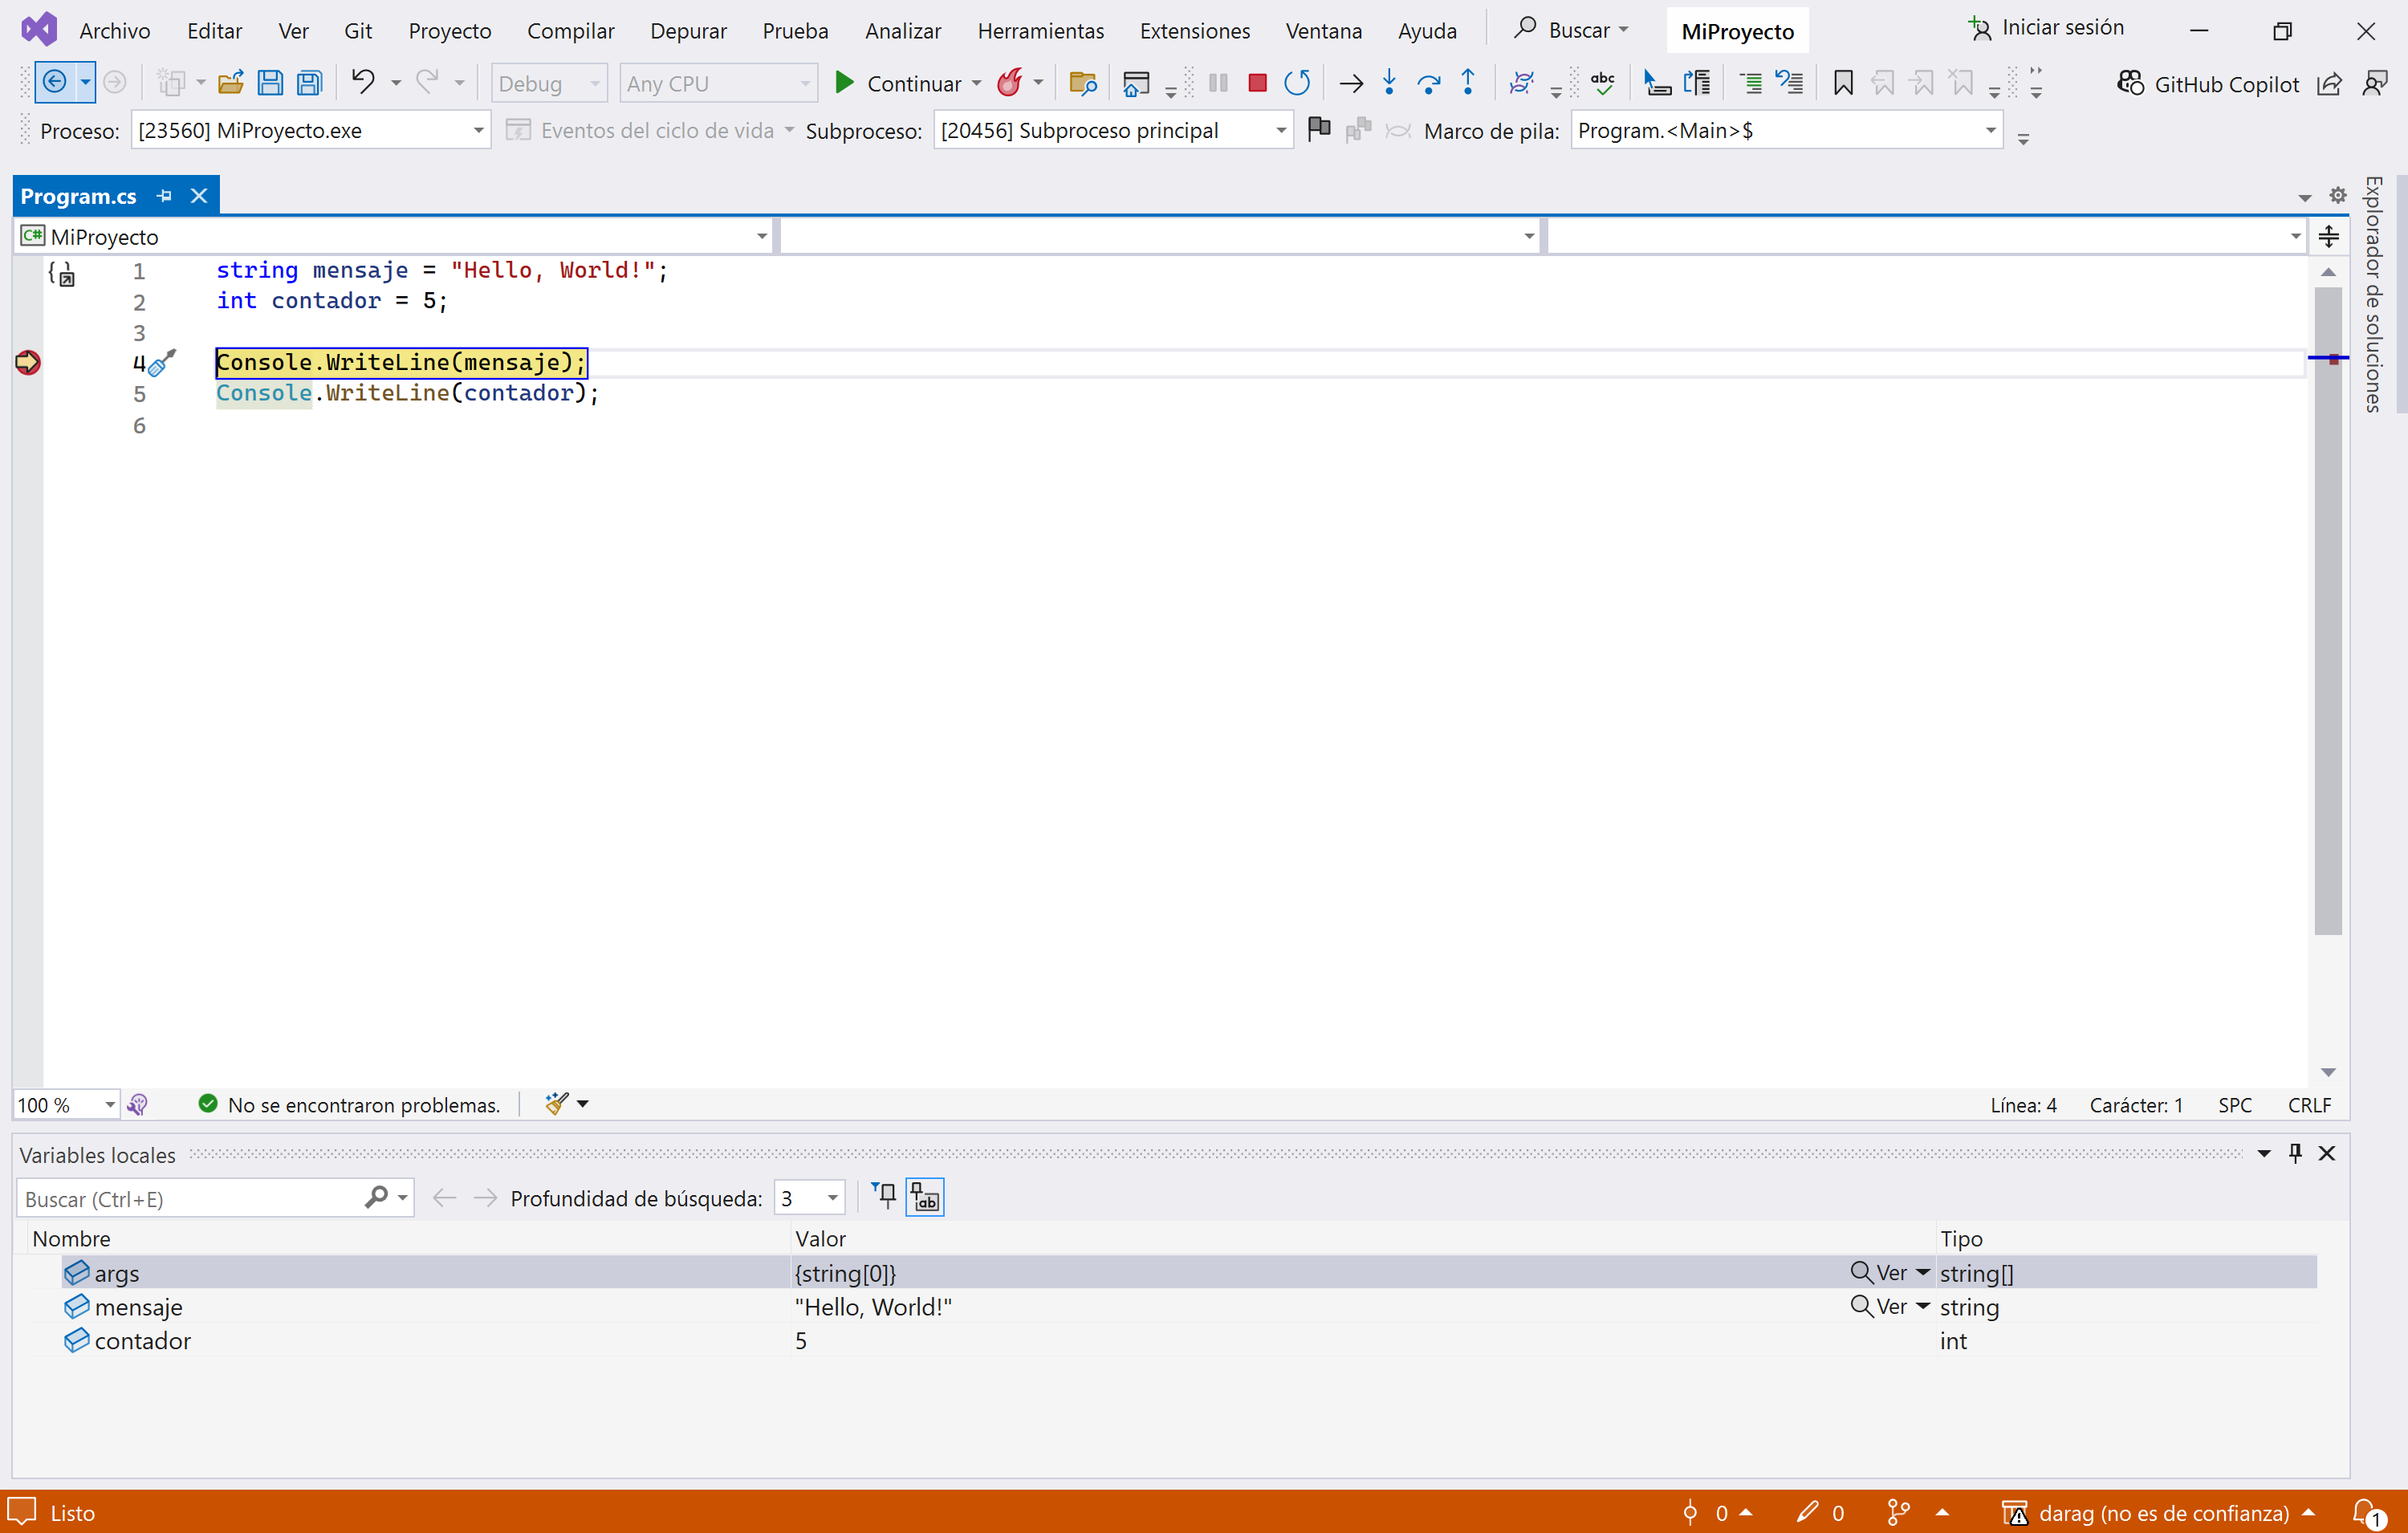 Archivo Editar Ver Git Proyecto Compilar Depurar Prueba Analizar Herramientas Extensiones Ventana Ayuda Buscar MiProyecto Iniciar sesión
Debug Any CPU Continuar abc GitHub Copilot
Proceso: [23560] MiProyecto.exe Eventos del ciclo de vida Subproceso: [20456] Subproceso principal Marco de pila: Program.<Main>$
Program.cs
Explorador de soluciones
C# MiProyecto
1 string mensaje = "Hello, World!";
2 int contador = 5;
3
4 Console.WriteLine(mensaje);
5 Console.WriteLine(contador);
6
100 % No se encontraron problemas. Línea: 4 Carácter: 1 SPC CRLF
Variables locales
Buscar (Ctrl+E) Profundidad de búsqueda: 3 ab
Nombre Valor Tipo
args {string[0]} Ver string[]
mensaje "Hello, World!" Ver string
contador 5 int
Listo 0 0 darag (no es de confianza) 1